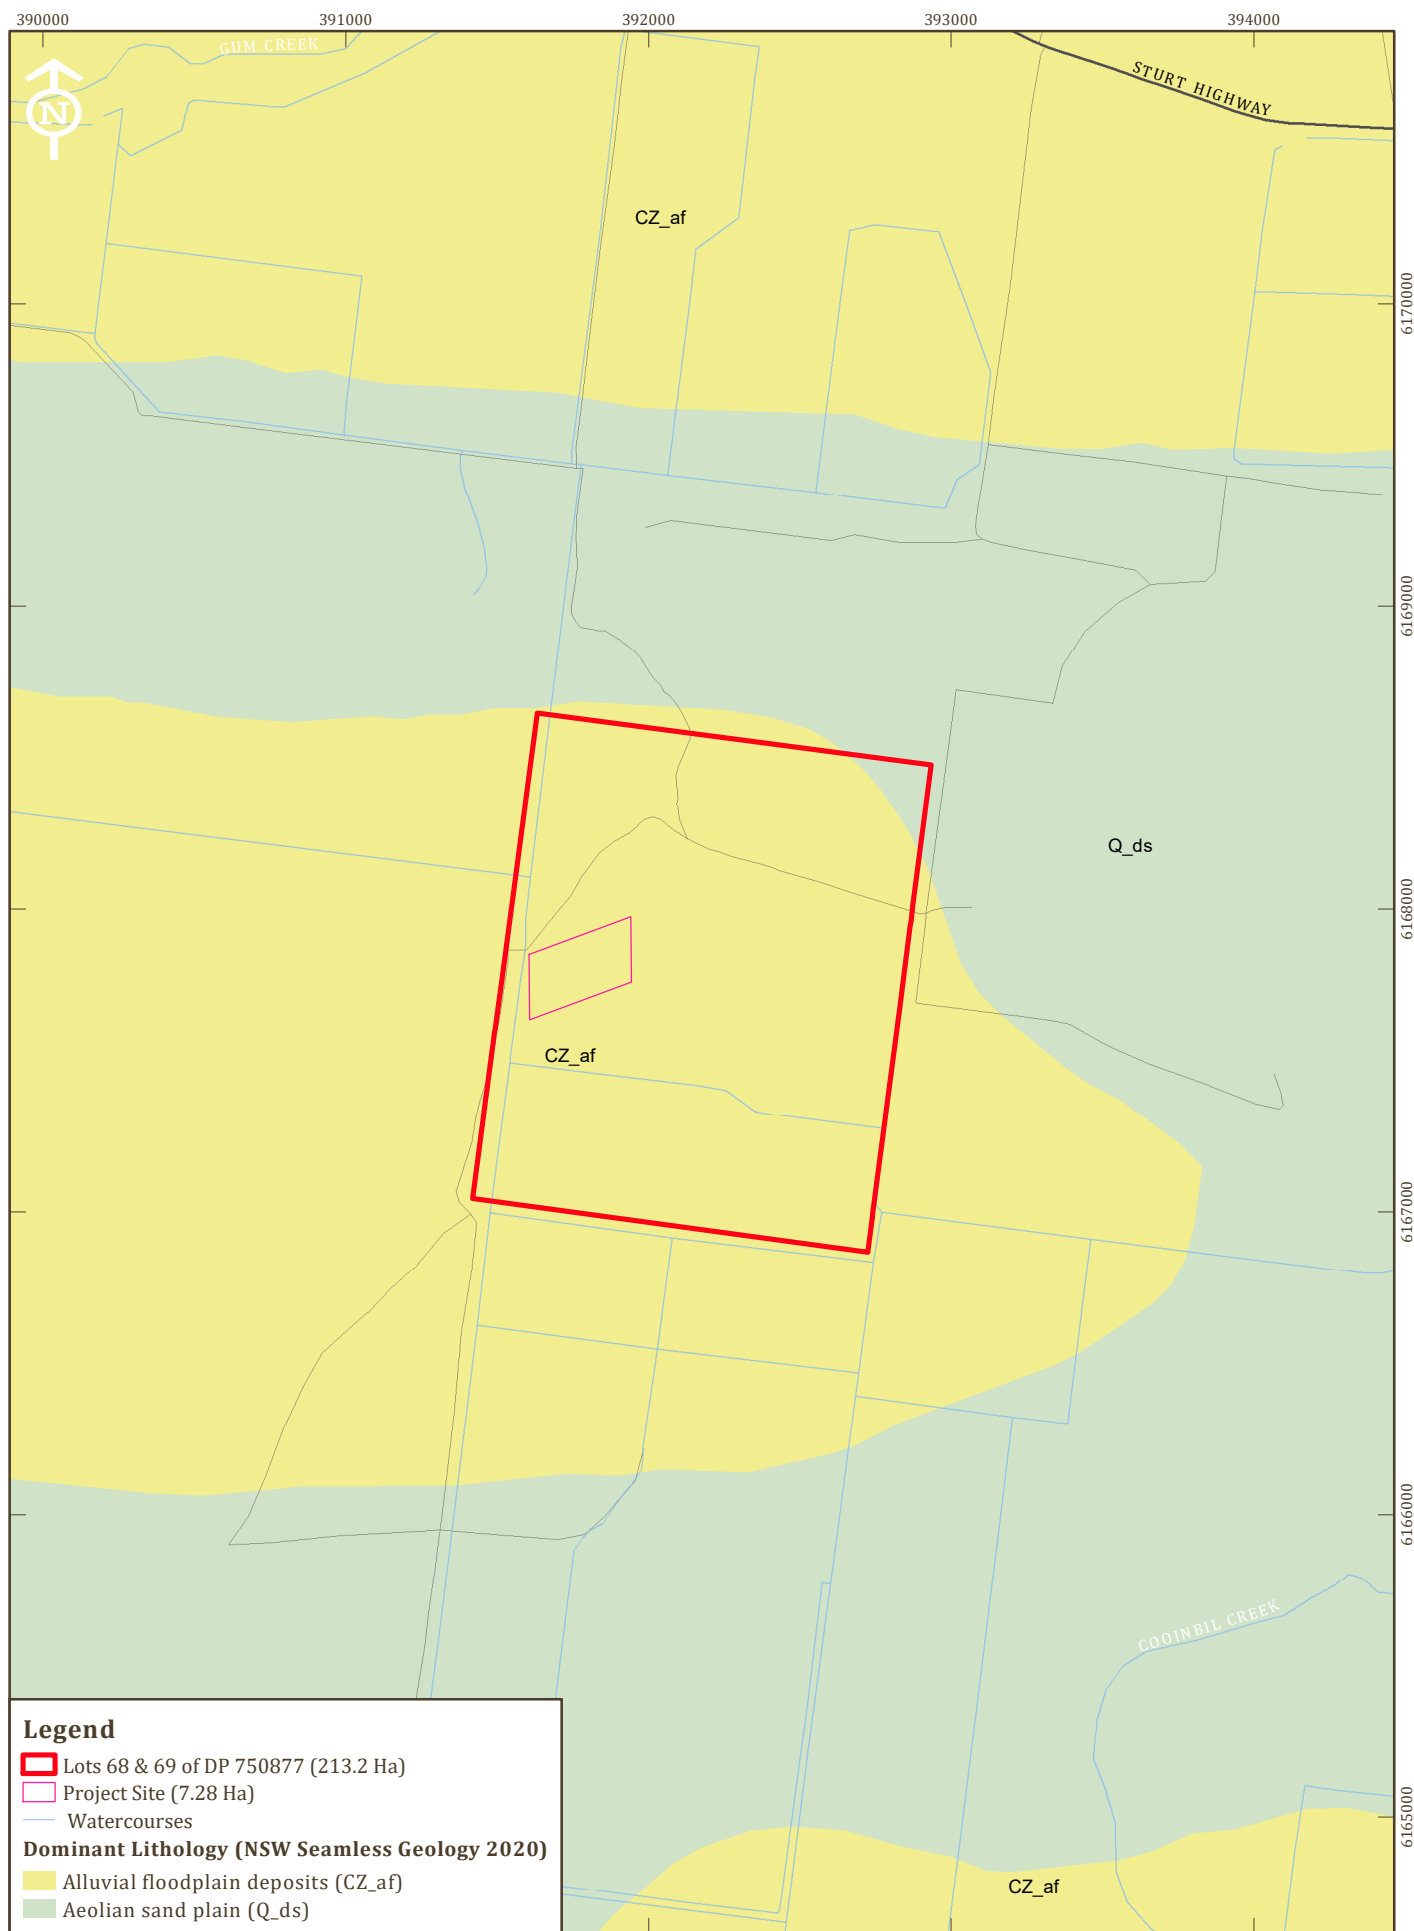 390000 391000 392000 393000 394000
GUM CREEK
STURT HIGHWAY
N
CZ_af
6170000
6169000
Q_ds
6168000
CZ_af
6167000
6166000
COOINBIL CREEK
6165000
CZ_af
Legend
Lots 68 & 69 of DP 750877 (213.2 Ha)
Project Site (7.28 Ha)
Watercourses
Dominant Lithology (NSW Seamless Geology 2020)
Alluvial floodplain deposits (CZ_af)
Aeolian sand plain (Q_ds)